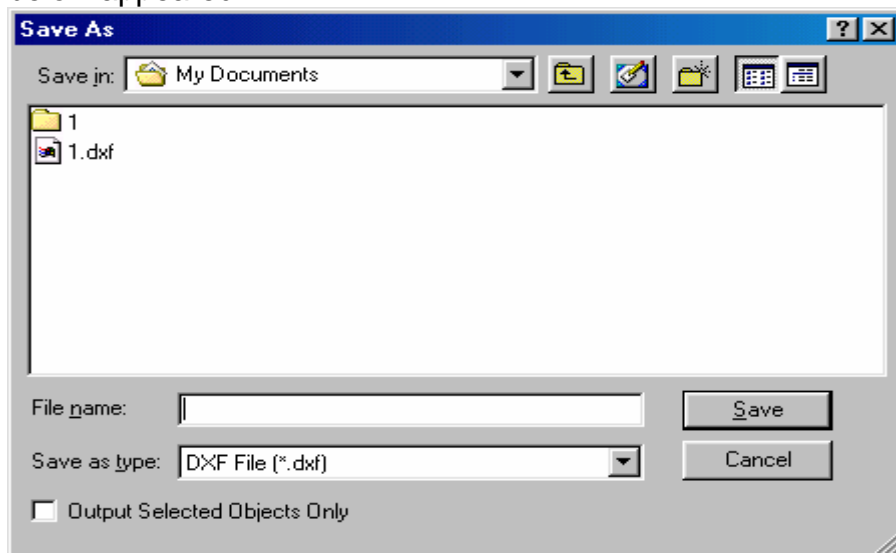 Save As
Save in: My Documents
1
1.dxf
File name:
Save
Save as type: DXF File (*.dxf)
Cancel
Output Selected Objects Only